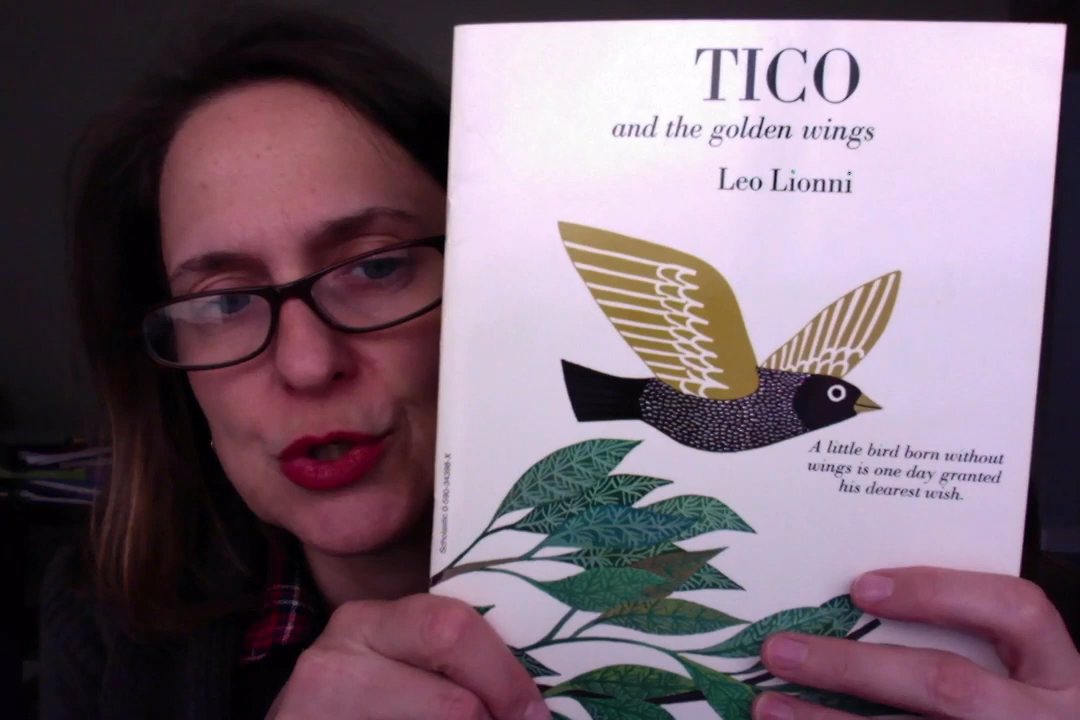 TICO
and the golden wings
Leo Lionni
A little bird born without
wings is one day granted
his dearest wish.
Scholastic 0-590-34398-X